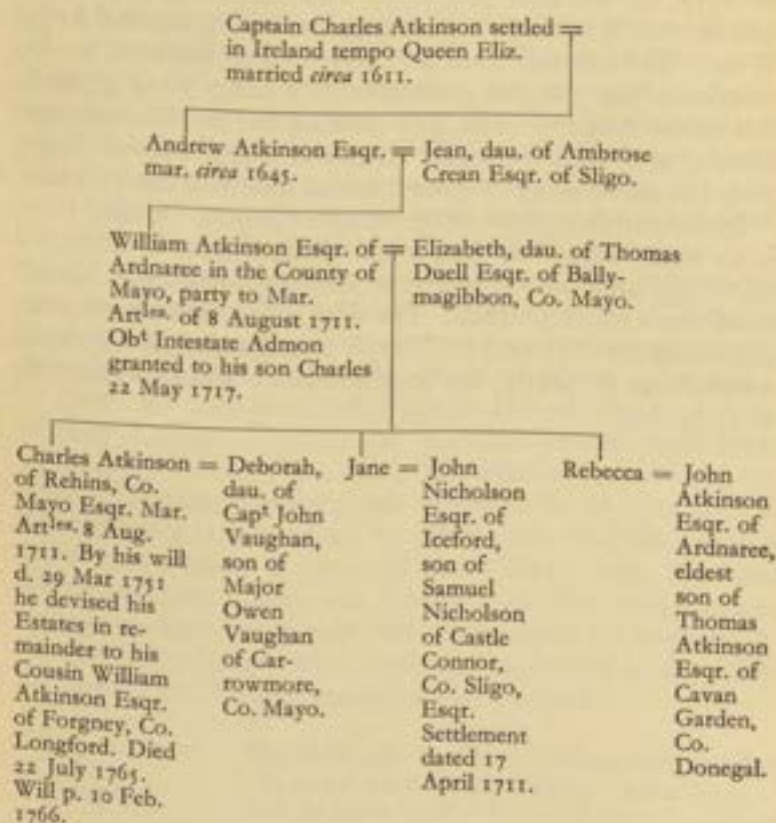 Captain Charles Atkinson settled =
in Ireland tempo Queen Eliz.
married circa 1611.
Andrew Atkinson Esqr. =
mar. circa 1645.
Jean, dau. of Ambrose
Crean Esqr. of Sligo.
William Atkinson Esqr. of =
Ardnaree in the County of
Mayo, party to Mar.
Artles. of 8 August 1711.
Obt Intestate Admon
granted to his son Charles
22 May 1717.
Elizabeth, dau. of Thomas
Duell Esqr. of Bally-
magibbon, Co. Mayo.
Charles Atkinson =
of Rehins, Co.
Mayo Esqr. Mar.
Artles. 8 Aug.
1711. By his will
d. 29 Mar 1751
he devised his
Estates in re-
mainder to his
Cousin William
Atkinson Esqr.
of Forgney, Co.
Longford. Died
22 July 1765.
Will p. 10 Feb.
1766.
Deborah,
dau. of
Capt John
Vaughan,
son of
Major
Owen
Vaughan
of Car-
rowmore,
Co. Mayo.
Jane =
John
Nicholson
Esqr. of
Iceford,
son of
Samuel
Nicholson
of Castle
Connor,
Co. Sligo,
Esqr.
Settlement
dated 17
April 1711.
Rebecca =
John
Atkinson
Esqr. of
Ardnaree,
eldest
son of
Thomas
Atkinson
Esqr. of
Cavan
Garden,
Co.
Donegal.